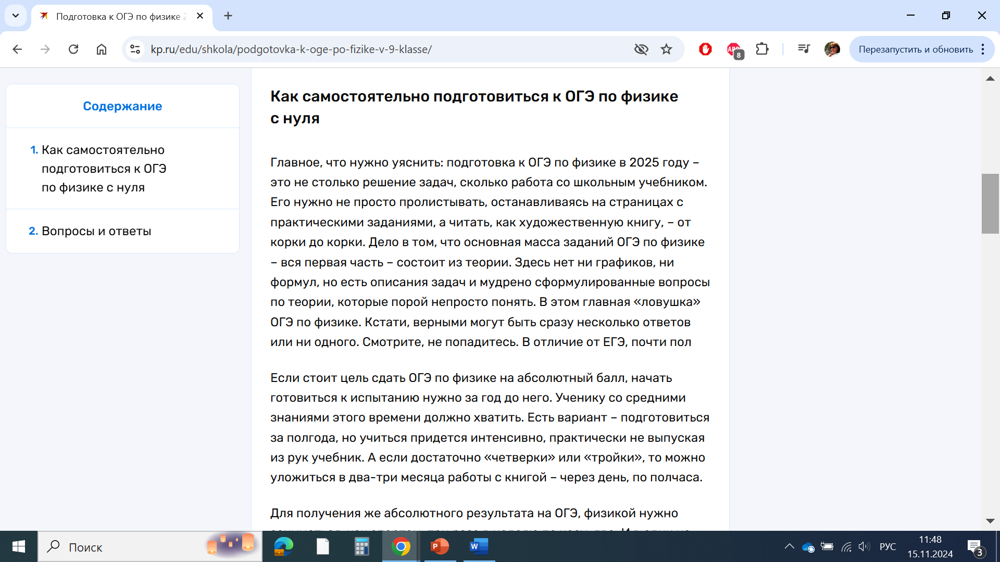 Подготовка к ОГЭ по физике 2
kp.ru/edu/shkola/podgotovka-k-oge-po-fizike-v-9-klasse/
ABP
8
Перезапустить и обновить
Содержание
1. Как самостоятельно
подготовиться к ОГЭ
по физике с нуля
2. Вопросы и ответы
Как самостоятельно подготовиться к ОГЭ по физике
с нуля
Главное, что нужно уяснить: подготовка к ОГЭ по физике в 2025 году –
это не столько решение задач, сколько работа со школьным учебником.
Его нужно не просто пролистывать, останавливаясь на страницах с
практическими заданиями, а читать, как художественную книгу, – от
корки до корки. Дело в том, что основная масса заданий ОГЭ по физике
– вся первая часть – состоит из теории. Здесь нет ни графиков, ни
формул, но есть описания задач и мудрено сформулированные вопросы
по теории, которые порой непросто понять. В этом главная «ловушка»
ОГЭ по физике. Кстати, верными могут быть сразу несколько ответов
или ни одного. Смотрите, не попадитесь. В отличие от ЕГЭ, почти пол
Если стоит цель сдать ОГЭ по физике на абсолютный балл, начать
готовиться к испытанию нужно за год до него. Ученику со средними
знаниями этого времени должно хватить. Есть вариант – подготовиться
за полгода, но учиться придется интенсивно, практически не выпуская
из рук учебник. А если достаточно «четверки» или «тройки», то можно
уложиться в два-три месяца работы с книгой – через день, по полчаса.
Для получения же абсолютного результата на ОГЭ, физикой нужно
Поиск
P
W
РУС
11:48
15.11.2024
3